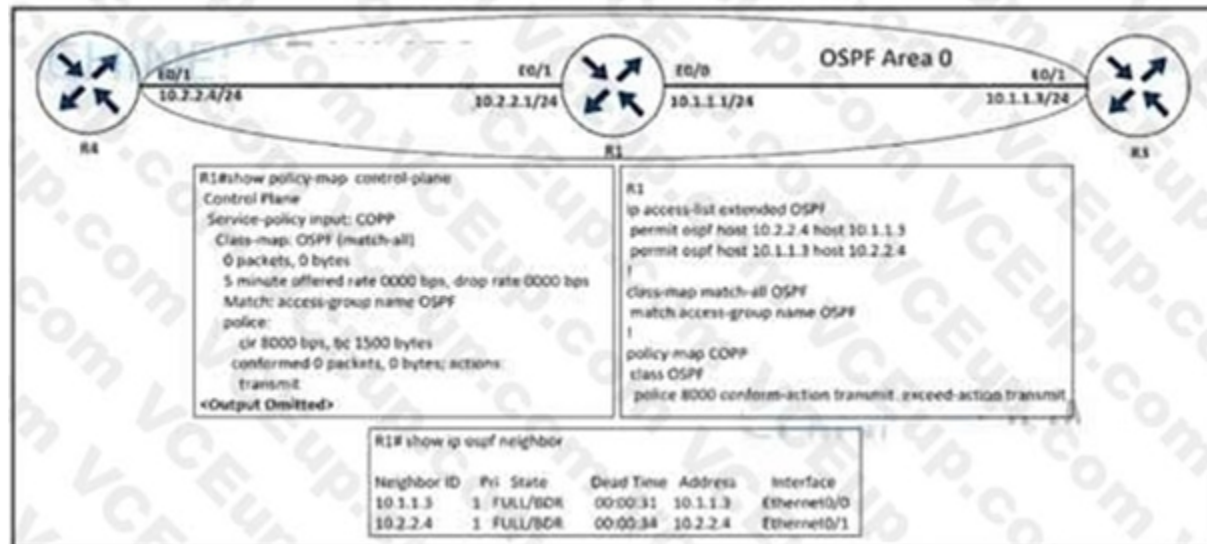 OSPF Area 0
E0/1
10.2.2.4/24
E0/1
10.2.2.1/24
E0/0
10.1.1.1/24
E0/1
10.1.1.3/24
R4
R1
R3
R1#show policy-map control-plane
Control Plane
Service-policy input: COPP
Class-map: OSPF (match-all)
0 packets, 0 bytes
5 minute offered rate 0000 bps, drop rate 0000 bps
Match: access-group name OSPF
police:
cir 8000 bps, bc 1500 bytes
conformed 0 packets, 0 bytes; actions:
transmit
<Output Omitted>
R1
ip access-list extended OSPF
permit ospf host 10.2.2.4 host 10.1.1.3
permit ospf host 10.1.1.3 host 10.2.2.4
!
class-map match-all OSPF
match access-group name OSPF
!
policy-map COPP
class OSPF
police 8000 conform-action transmit exceed-action transmit
R1# show ip ospf neighbor
Neighbor ID Pri State Dead Time Address Interface
10.1.1.3 1 FULL/BDR 00:00:31 10.1.1.3 Ethernet0/0
10.2.2.4 1 FULL/BDR 00:00:34 10.2.2.4 Ethernet0/1
VCEup.com